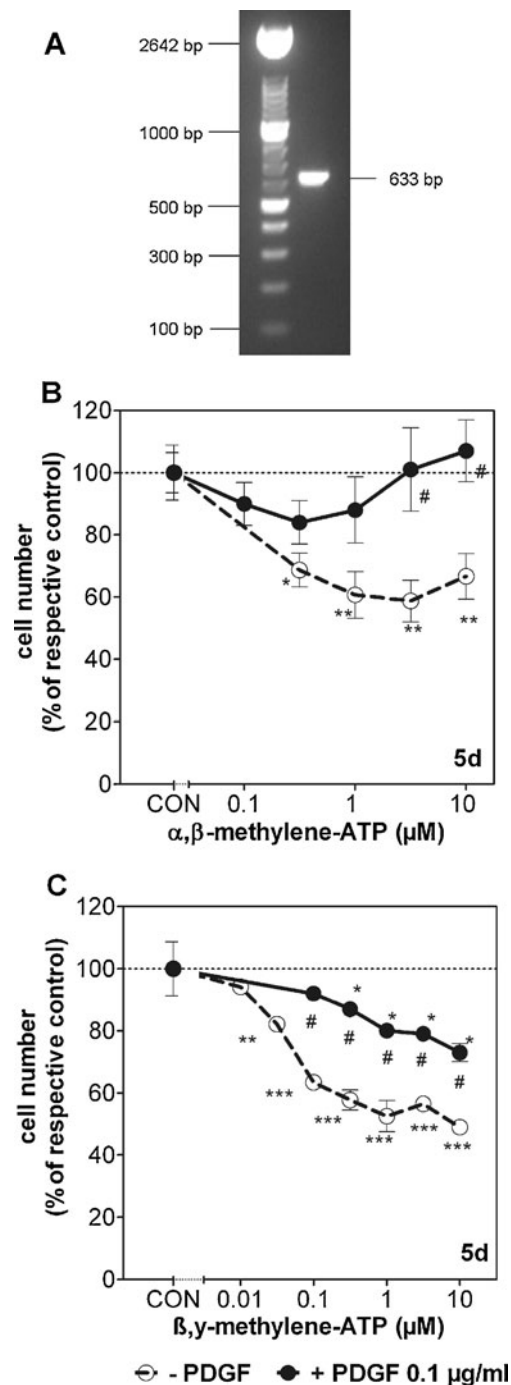 A
2642 bp
1000 bp
633 bp
500 bp
300 bp
100 bp
B
120
100
80
60
40
20
0
cell number
(% of respective control)
#
#
*
**
**
**
5d
CON 0.1 1 10
α,β-methylene-ATP (µM)
C
120
100
80
60
40
20
0
cell number
(% of respective control)
* * * *
# # # # #
** *** *** *** *** ***
5d
CON 0.01 0.1 1 10
ß,y-methylene-ATP (µM)
- PDGF + PDGF 0.1 µg/ml